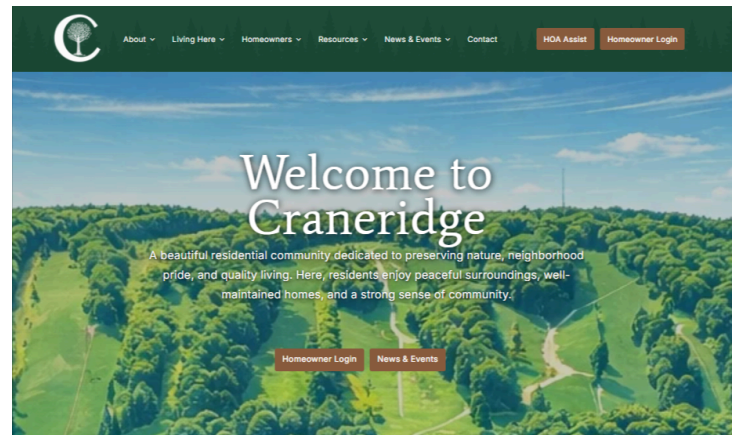 C
About
Living Here
Homeowners
Resources
News & Events
Contact
HOA Assist
Homeowner Login
Welcome to
Craneridge
A beautiful residential community dedicated to preserving nature, neighborhood
pride, and quality living. Here, residents enjoy peaceful surroundings, well-
maintained homes, and a strong sense of community.
Homeowner Login
News & Events